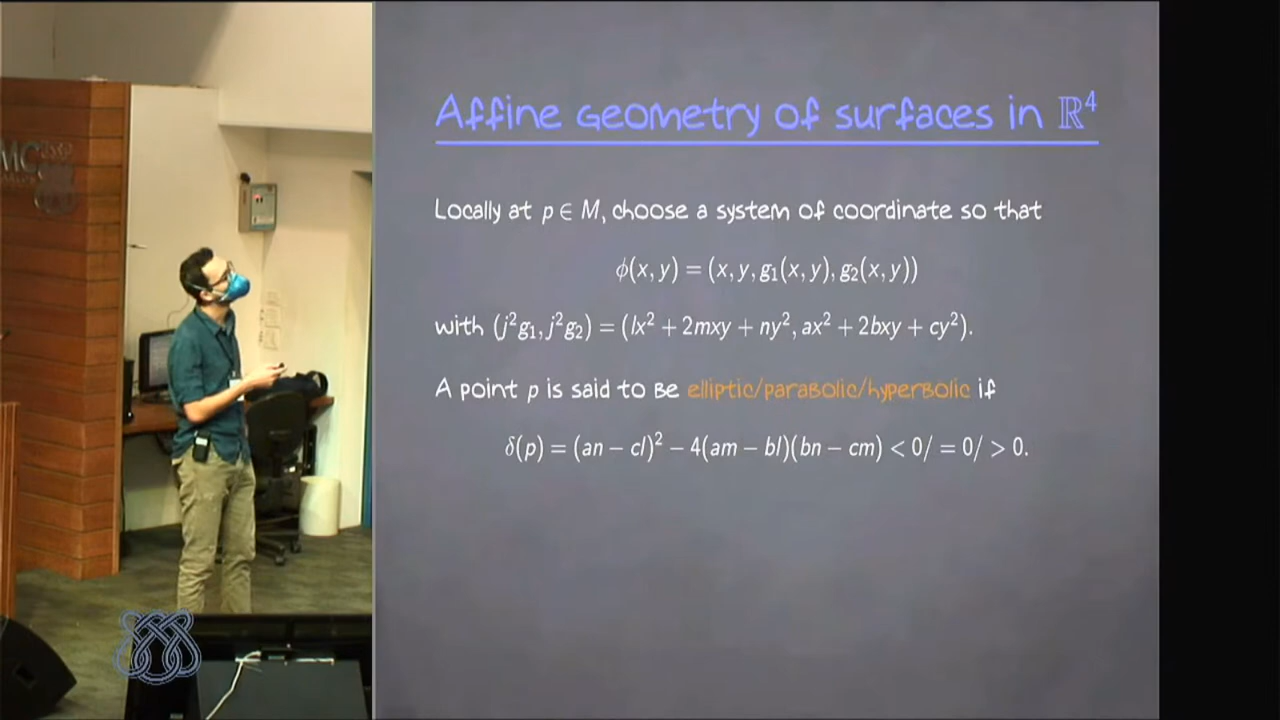 MC
Affine geometry of surfaces in ℝ⁴
Locally at p ∈ M, choose a system of coordinate so that
ϕ(x, y) = (x, y, g₁(x, y), g₂(x, y))
with (j²g₁, j²g₂) = (lx² + 2mxy + ny², ax² + 2bxy + cy²).
A point p is said to be elliptic/parabolic/hyperbolic if
δ(p) = (an − cl)² − 4(am − bl)(bn − cm) < 0/ = 0/ > 0.